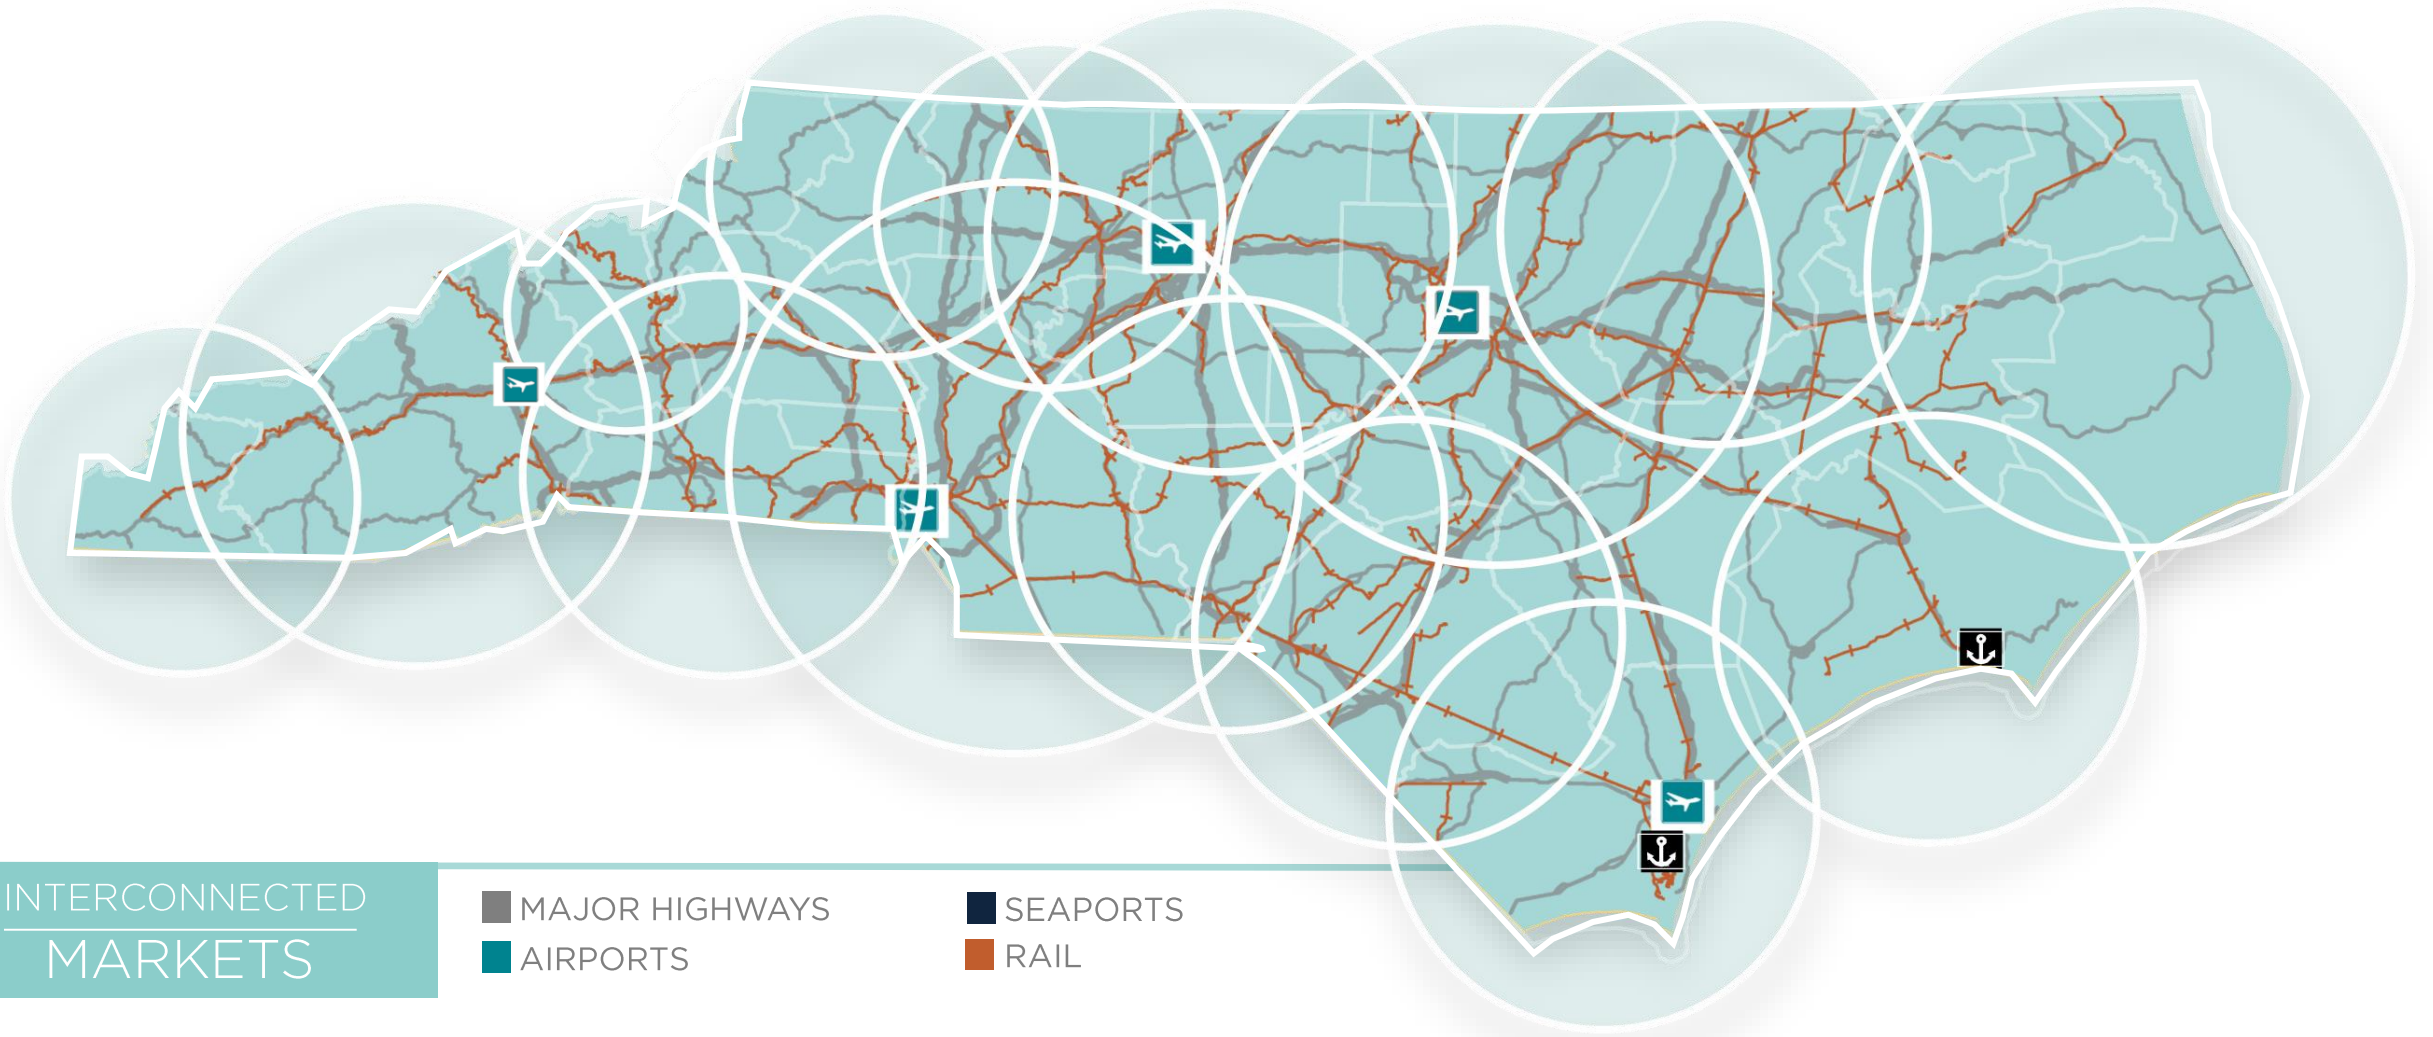 INTERCONNECTED
MARKETS
MAJOR HIGHWAYS
AIRPORTS
SEAPORTS
RAIL